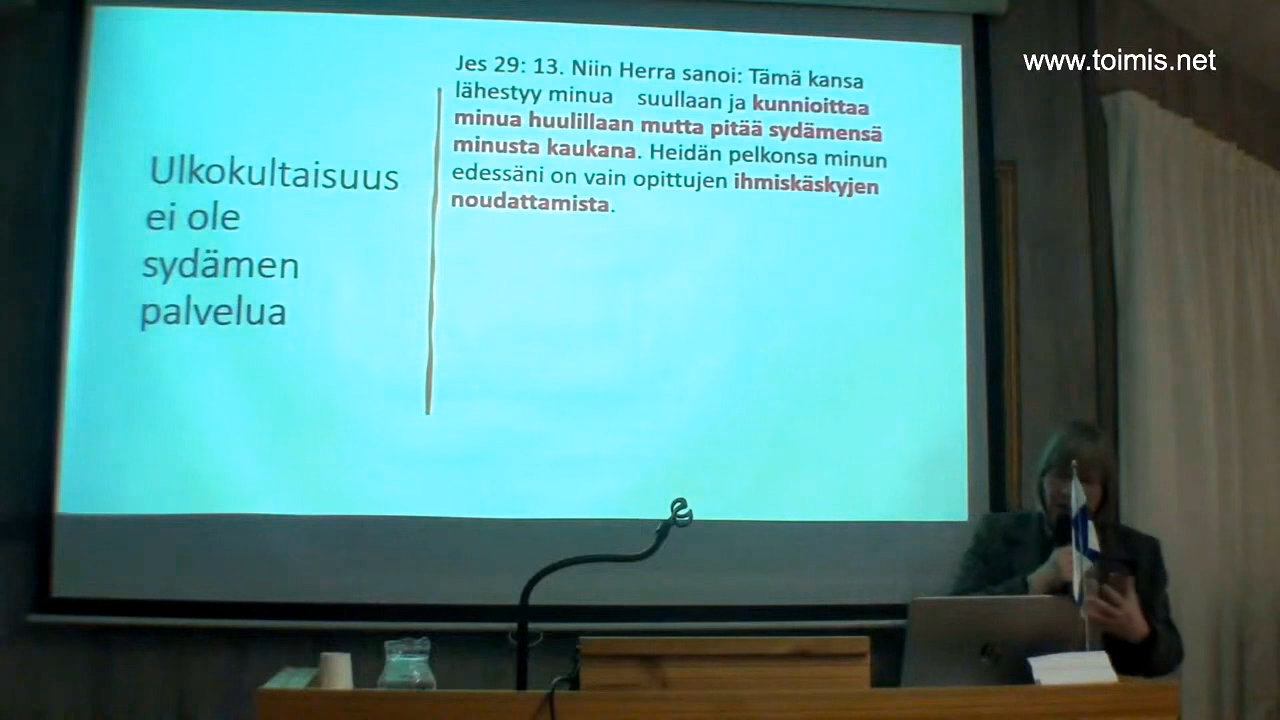 www.toimis.net
Ulkokultaisuus
ei ole
sydämen
palvelua
Jes 29: 13. Niin Herra sanoi: Tämä kansa
lähestyy minua suullaan ja kunnioittaa
minua huulillaan mutta pitää sydämensä
minusta kaukana. Heidän pelkonsa minun
edessäni on vain opittujen ihmiskäskyjen
noudattamista.